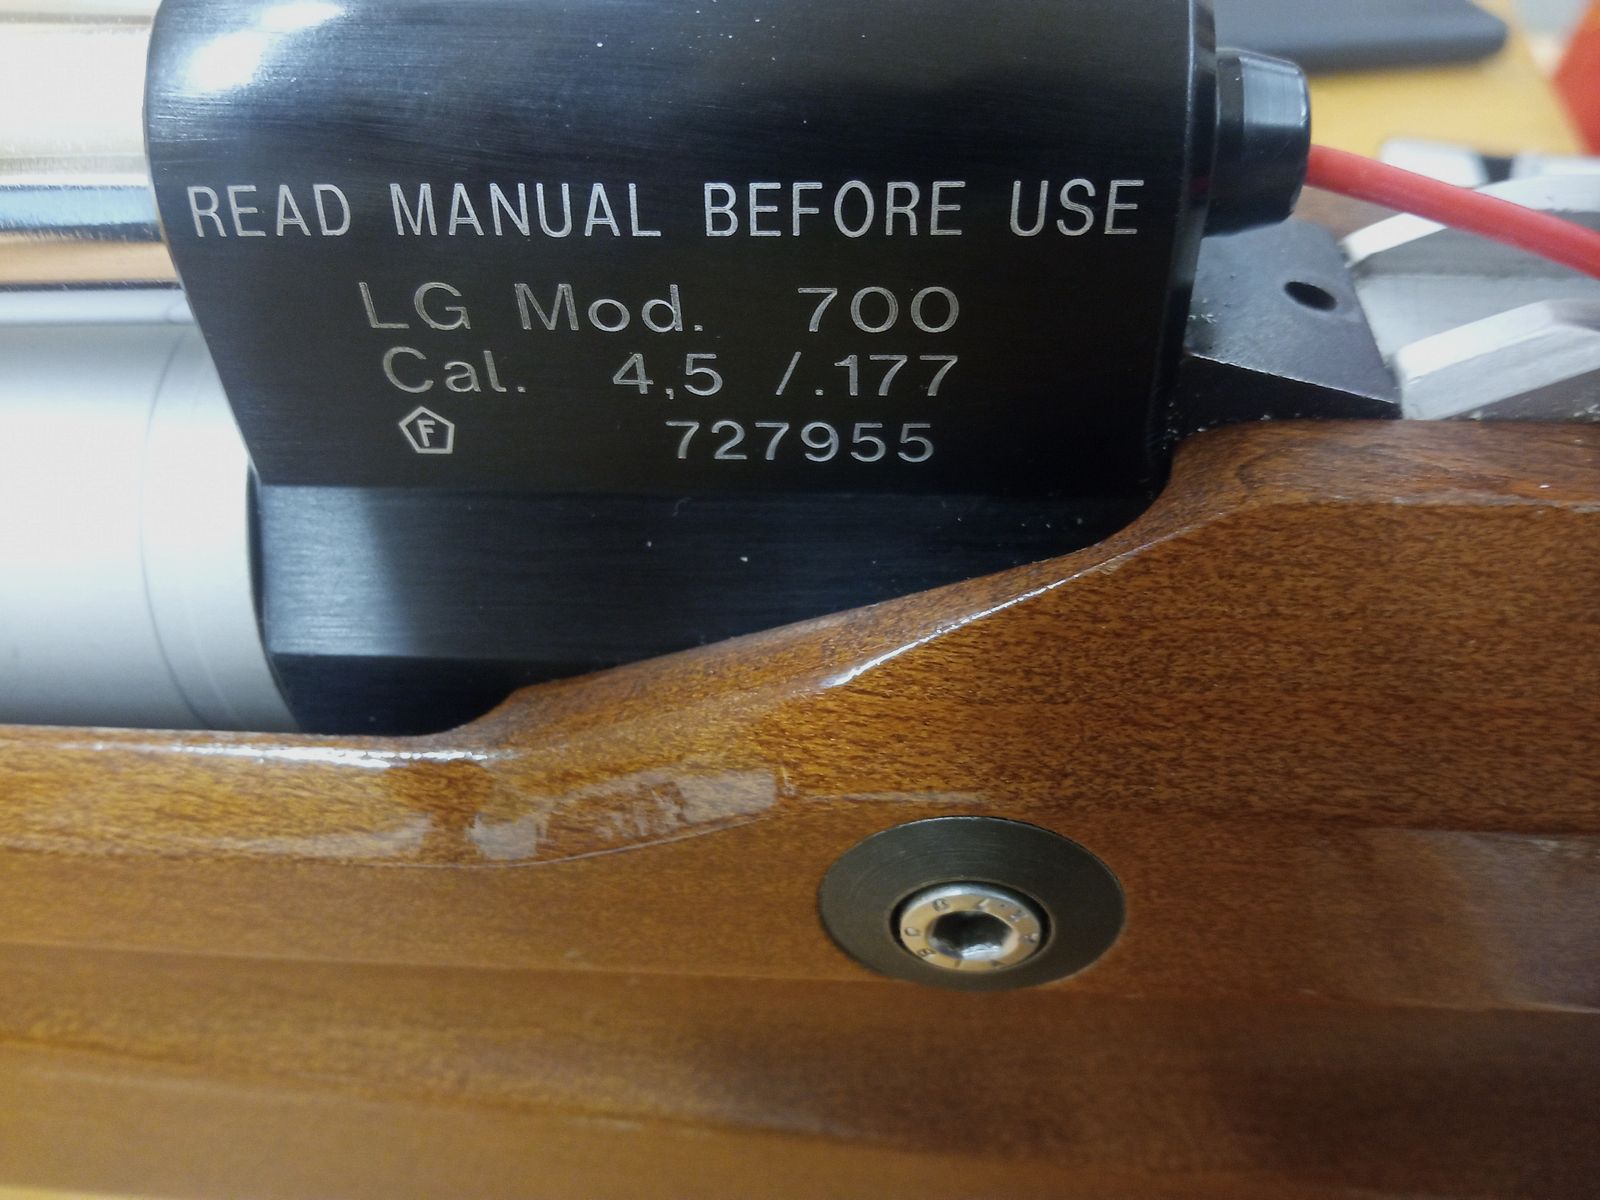 READ MANUAL BEFORE USE
LG Mod. 700
Cal. 4,5 /.177
F 727955